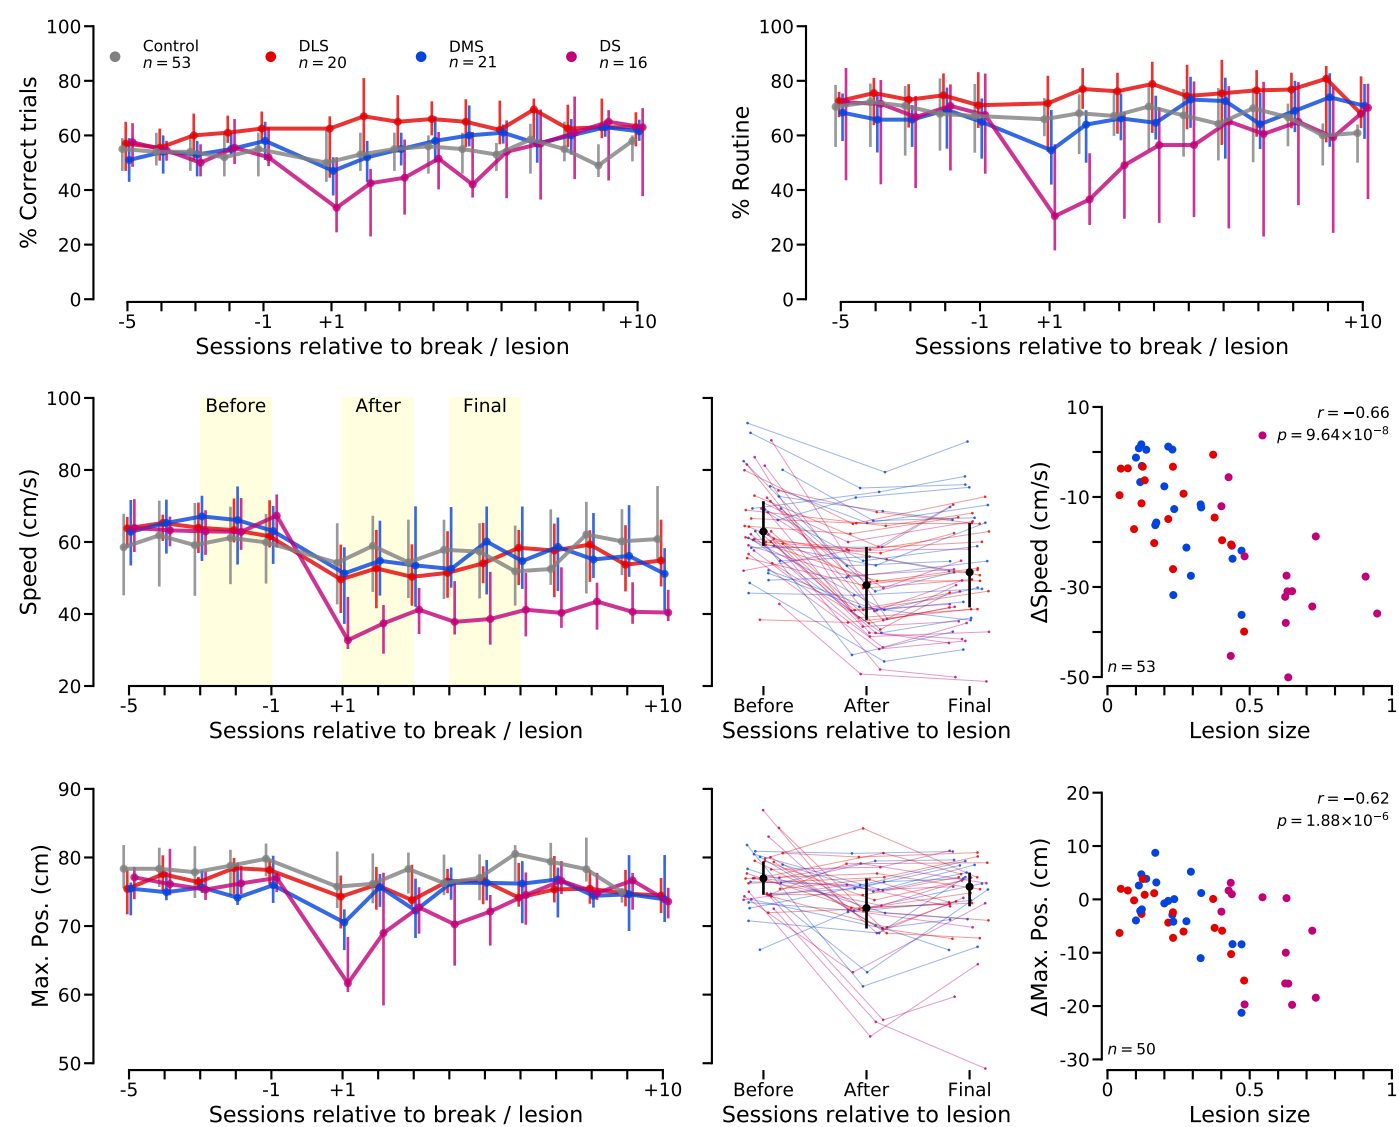 100
80
60
40
20
0
% Correct trials
Control
n = 53
DLS
n = 20
DMS
n = 21
DS
n = 16
-5
-1
+1
+10
Sessions relative to break / lesion
100
80
60
40
20
0
% Routine
-5
-1
+1
+10
Sessions relative to break / lesion
100
80
60
40
20
Speed (cm/s)
Before
After
Final
-5
-1
+1
+10
Sessions relative to break / lesion
Before
After
Final
Sessions relative to lesion
10
-10
-30
-50
ΔSpeed (cm/s)
r = −0.66
p = 9.64×10⁻⁸
n = 53
0
0.5
1
Lesion size
90
80
70
60
50
Max. Pos. (cm)
-5
-1
+1
+10
Sessions relative to break / lesion
Before
After
Final
Sessions relative to lesion
20
10
0
-10
-20
-30
ΔMax. Pos. (cm)
r = −0.62
p = 1.88×10⁻⁶
n = 50
0
0.5
1
Lesion size